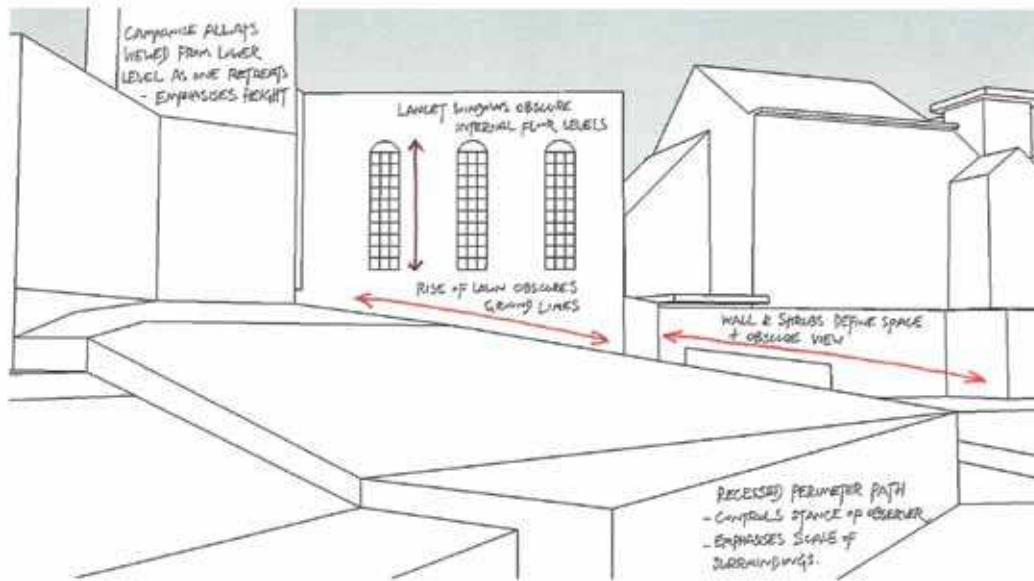 CAMPANILE ALWAYS
VIEWED FROM LOWER
LEVEL AS ONE RETREATS
- EMPHASISES HEIGHT
LANCET WINDOWS OBSCURE
INTERNAL FLOOR LEVELS
RISE OF LAWN OBSCURES
GROUND LINES
WALL & SHRUBS DEFINE SPACE
+ OBSCURE VIEW
RECESSED PERIMETER PATH
- CONTROLS STANCE OF OBSERVER
- EMPHASISES SCALE OF
SURROUNDINGS.